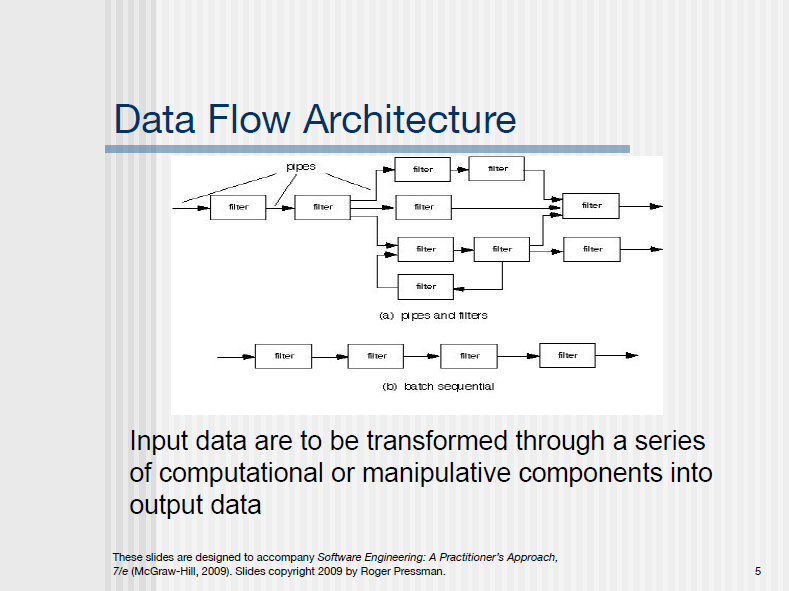 Data Flow Architecture
pipes
filter
filter
filter
filter
filter
filter
filter
filter
filter
filter
(a) pipes and filters
filter
filter
filter
filter
(b) batch sequential
Input data are to be transformed through a series
of computational or manipulative components into
output data
These slides are designed to accompany Software Engineering: A Practitioner's Approach,
7/e (McGraw-Hill, 2009). Slides copyright 2009 by Roger Pressman.
5